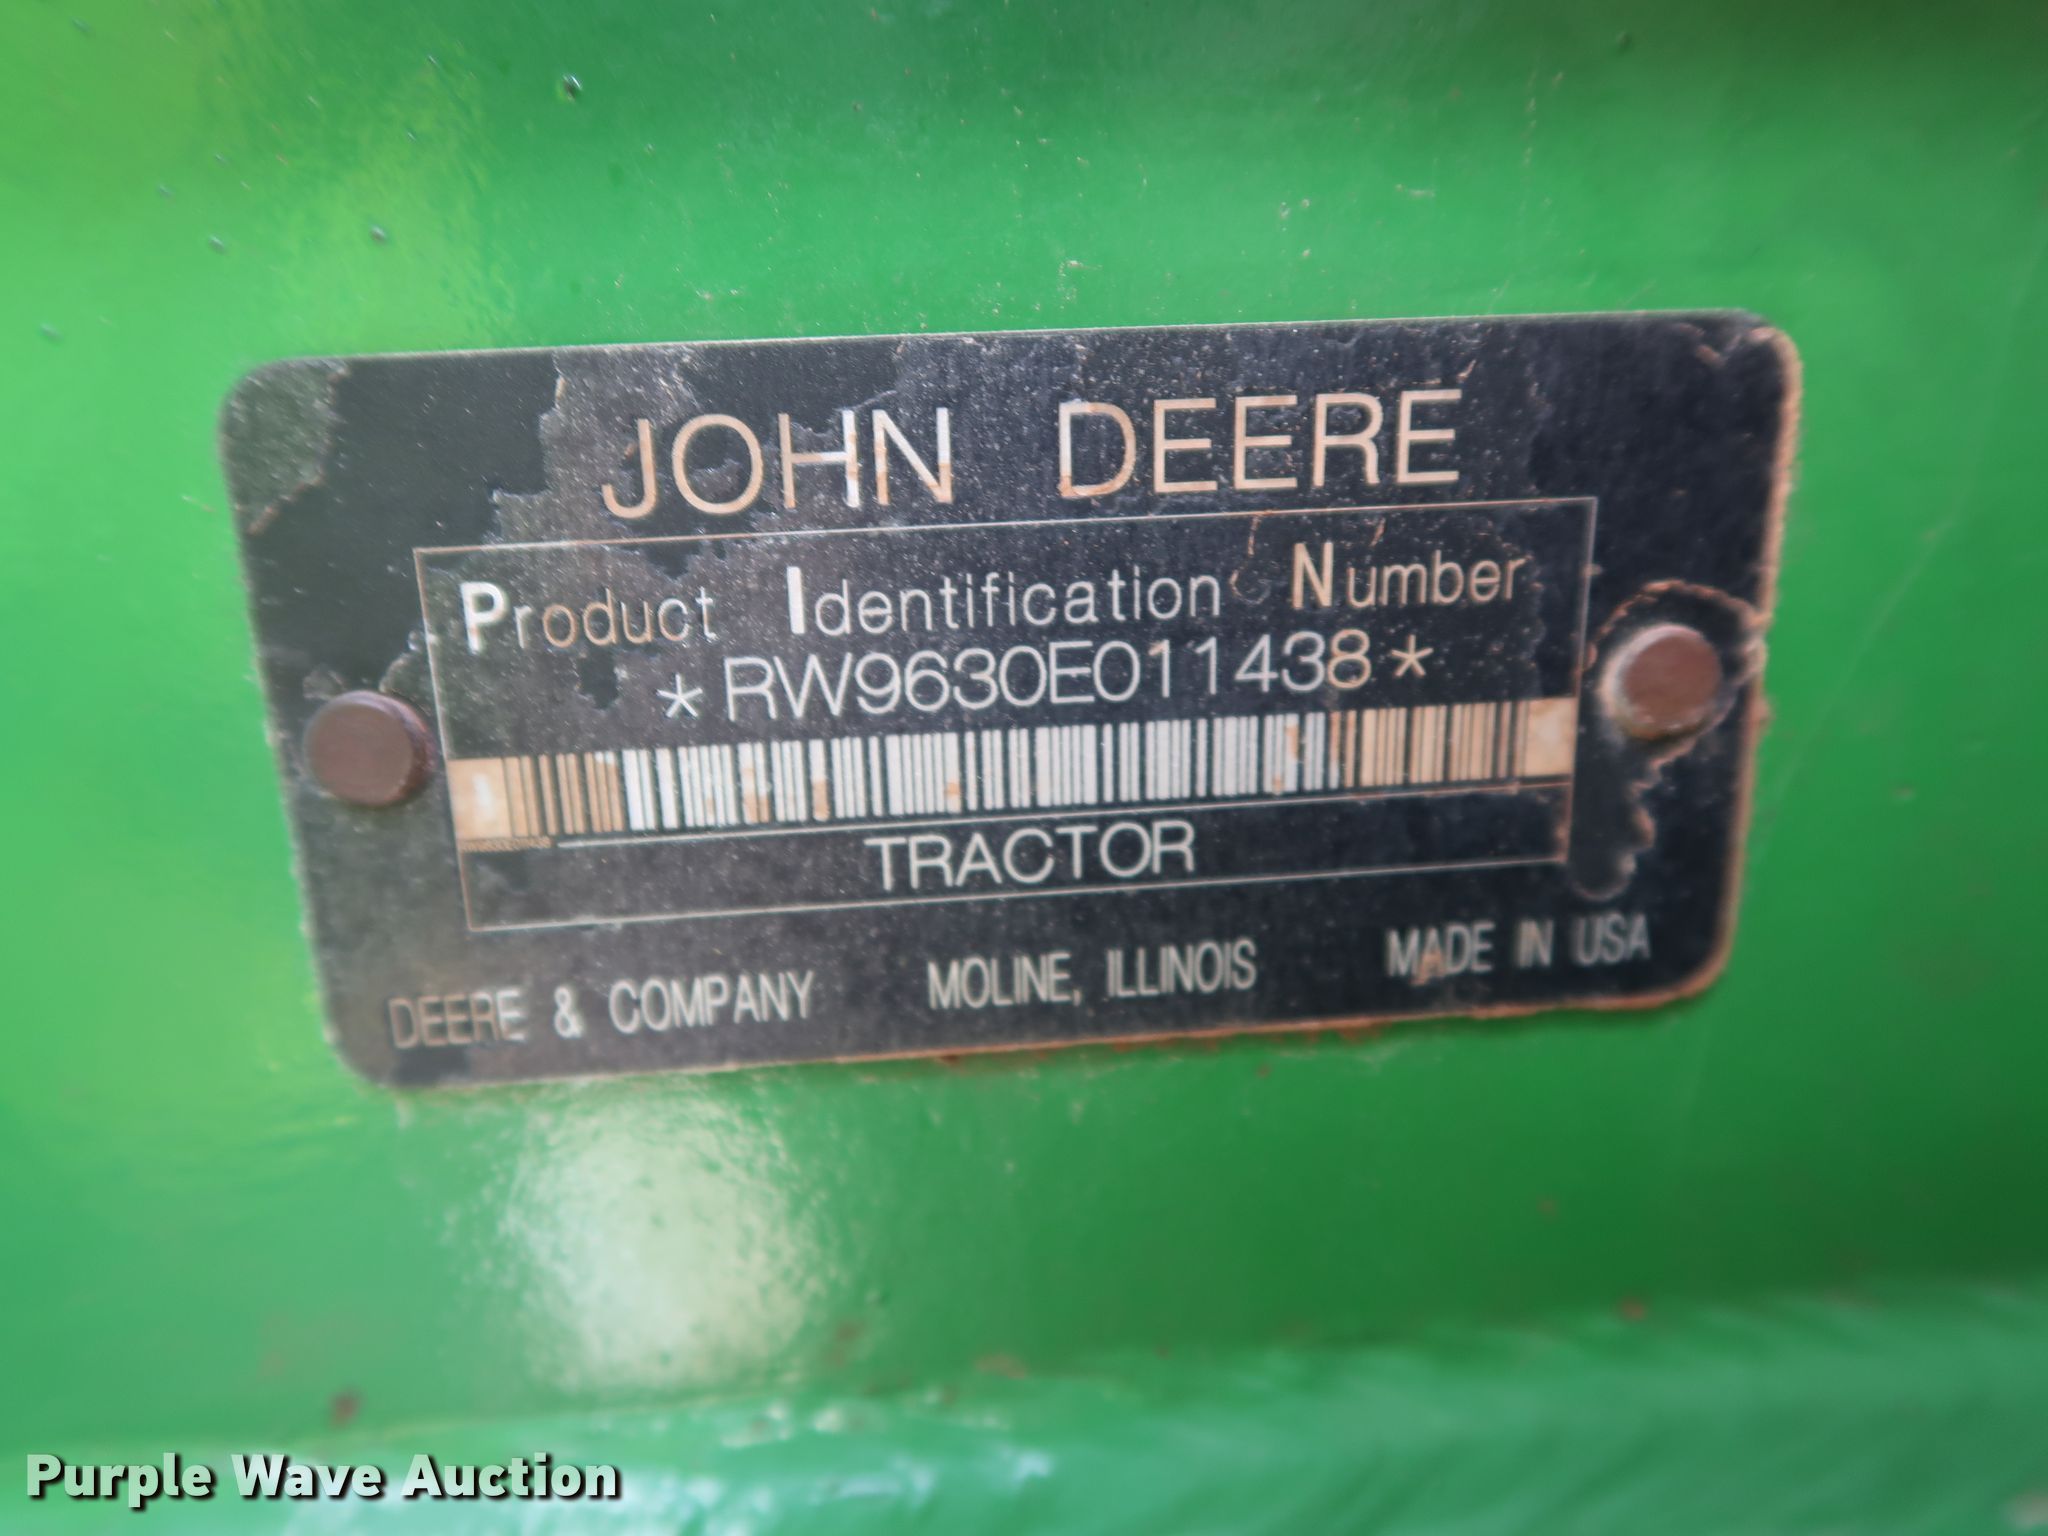 JOHN DEERE
Product Identification Number
*RW9630E011438*
TRACTOR
DEERE & COMPANY MOLINE, ILLINOIS MADE IN USA
Purple Wave Auction